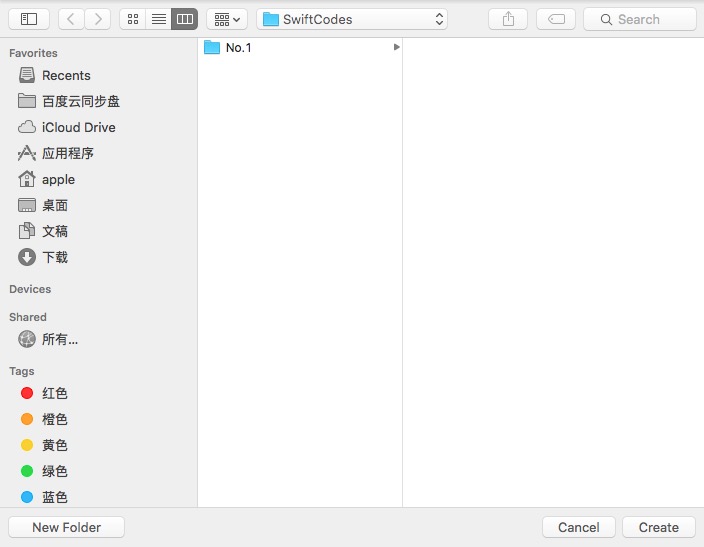 SwiftCodes
Search
Favorites
Recents
百度云同步盘
iCloud Drive
应用程序
apple
桌面
文稿
下载
Devices
Shared
所有...
Tags
红色
橙色
黄色
绿色
蓝色
No.1
New Folder
Cancel
Create